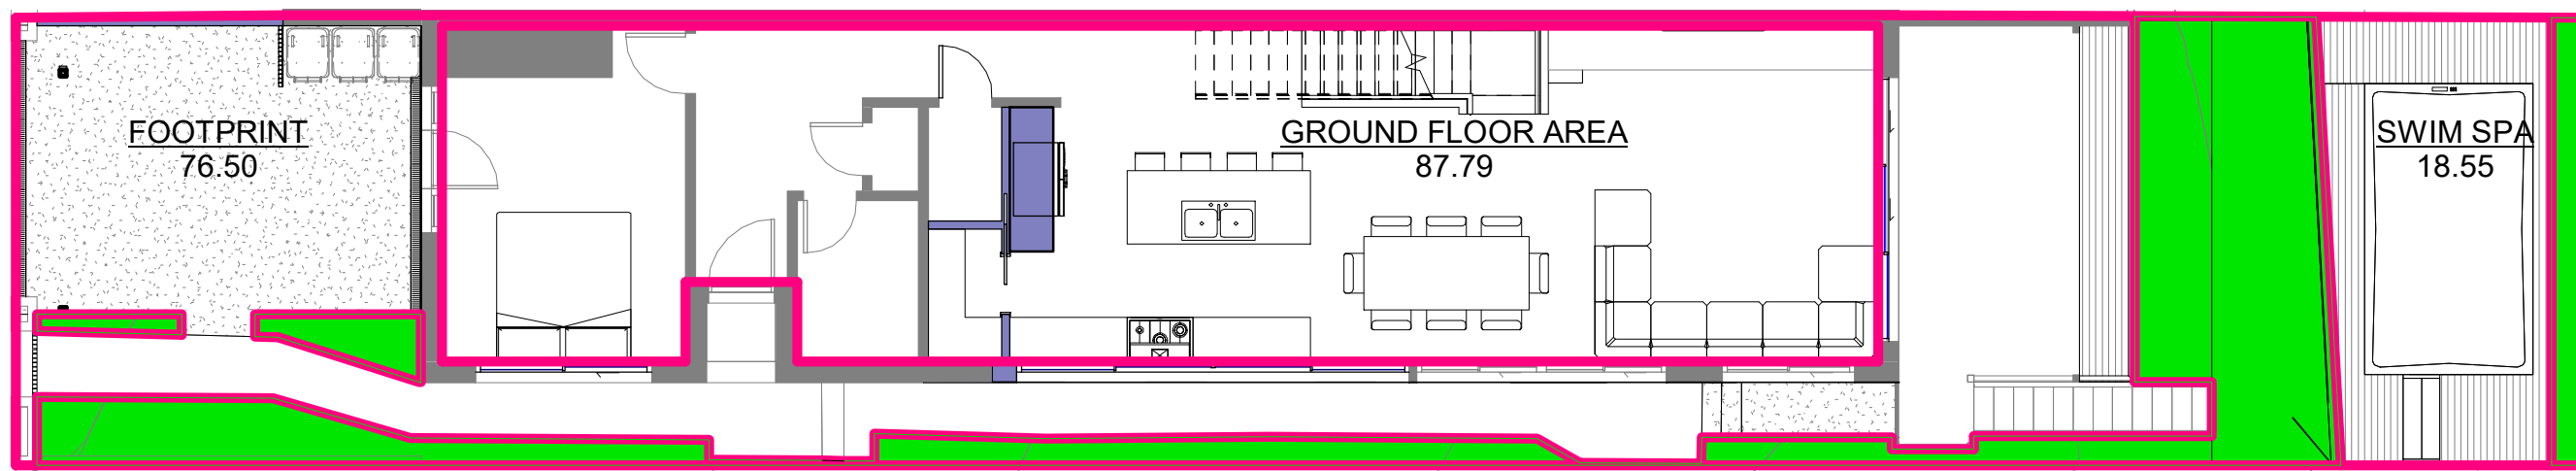 FOOTPRINT
76.50
GROUND FLOOR AREA
87.79
SWIM SPA
18.55